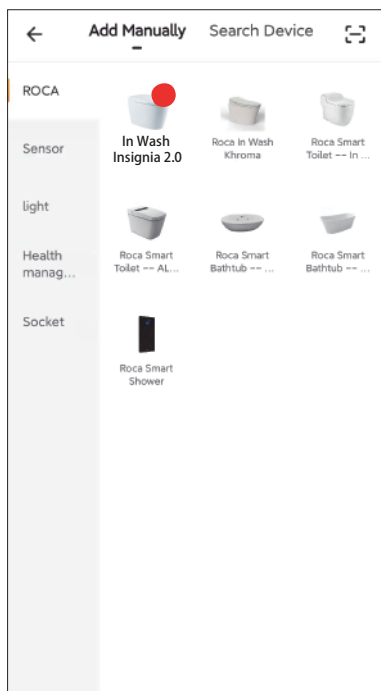 Add Manually Search Device
ROCA
Sensor
light
Health
manag...
Socket
In Wash
Insignia 2.0
Roca In Wash
Khroma
Roca Smart
Toilet -- In ...
Roca Smart
Toilet -- AL...
Roca Smart
Bathtub -- ...
Roca Smart
Bathtub -- ...
Roca Smart
Shower